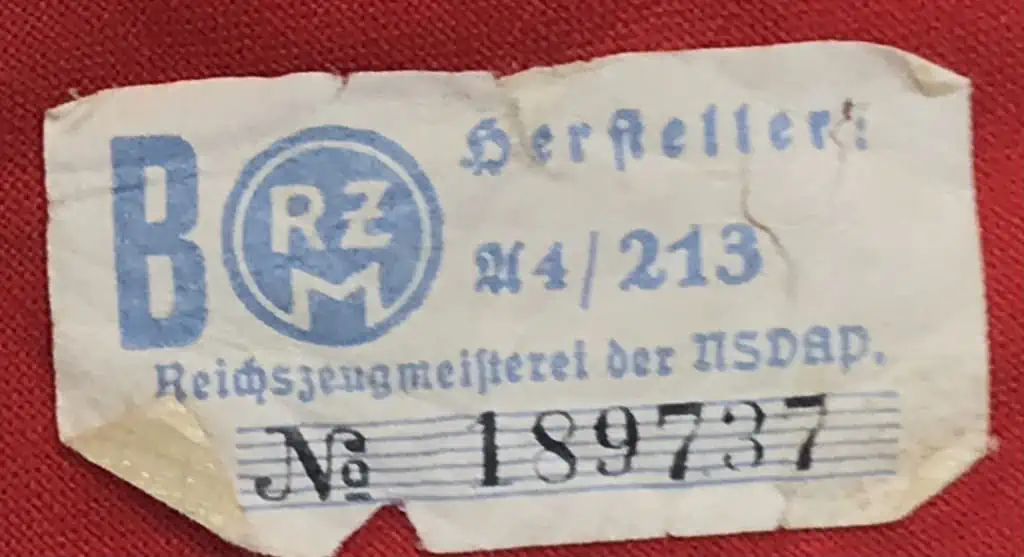 B RZM Hersteller:
A4/213
Reichszeugmeisterei der NSDAP.
№ 189737